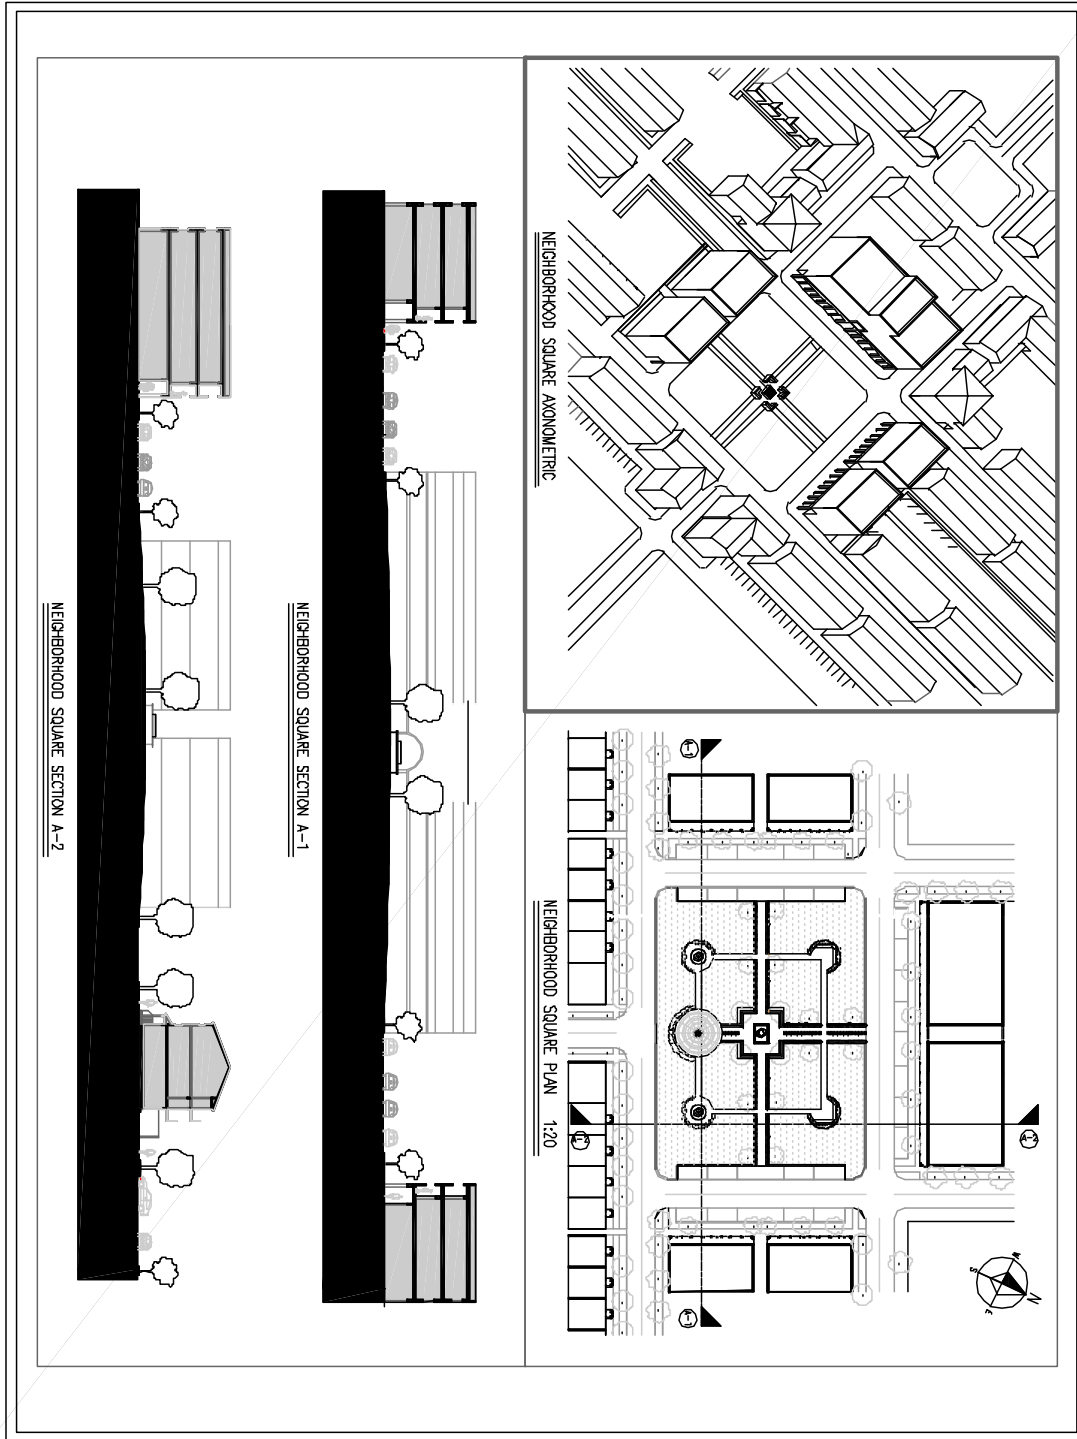 NEIGHBORHOOD SQUARE AXONOMETRIC
NEIGHBORHOOD SQUARE SECTION A-1
NEIGHBORHOOD SQUARE SECTION A-2
A-1
A-2
A-2
NEIGHBORHOOD SQUARE PLAN 1:20
A-1
N
E
S
W